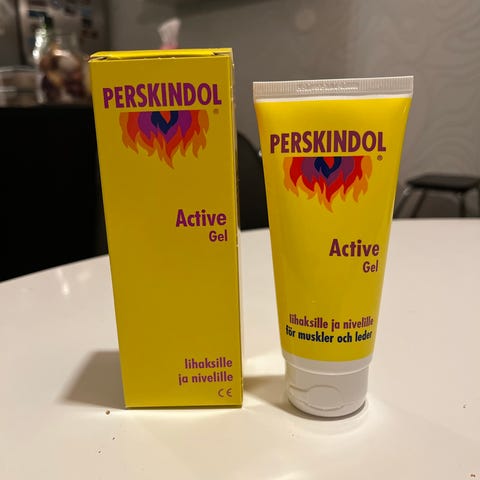 PERSKINDOL
®
Active
Gel
lihaksille
ja nivelille
CE
PERSKINDOL
®
Active
Gel
lihaksille ja nivelille
för muskler och leder